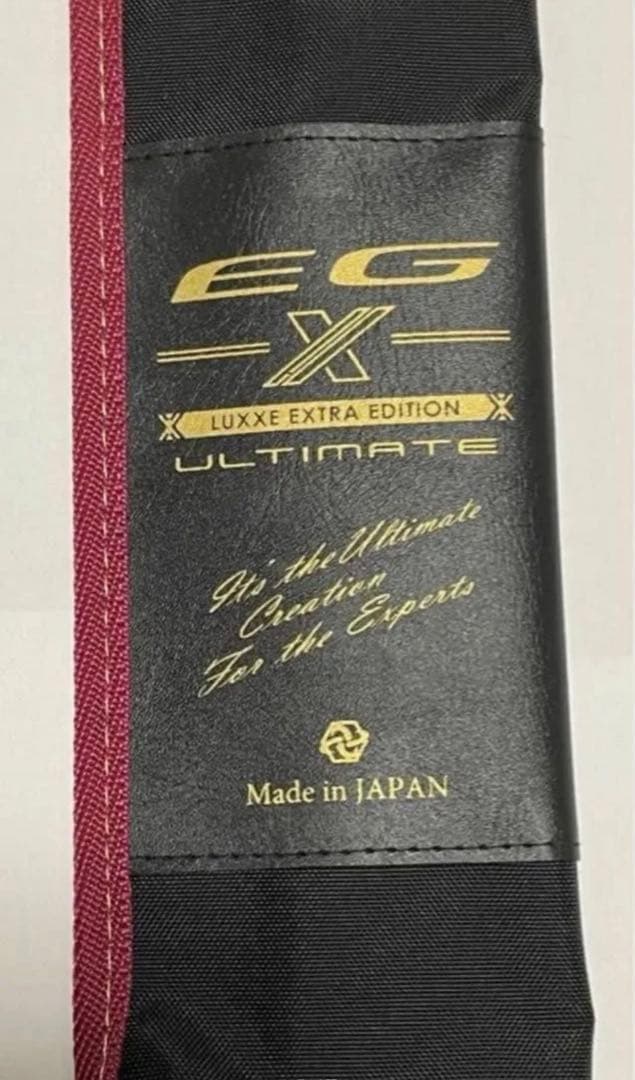 EG
X
LUXXE EXTRA EDITION
ULTIMATE
It's the Ultimate
Creation
For the Experts
Made in JAPAN